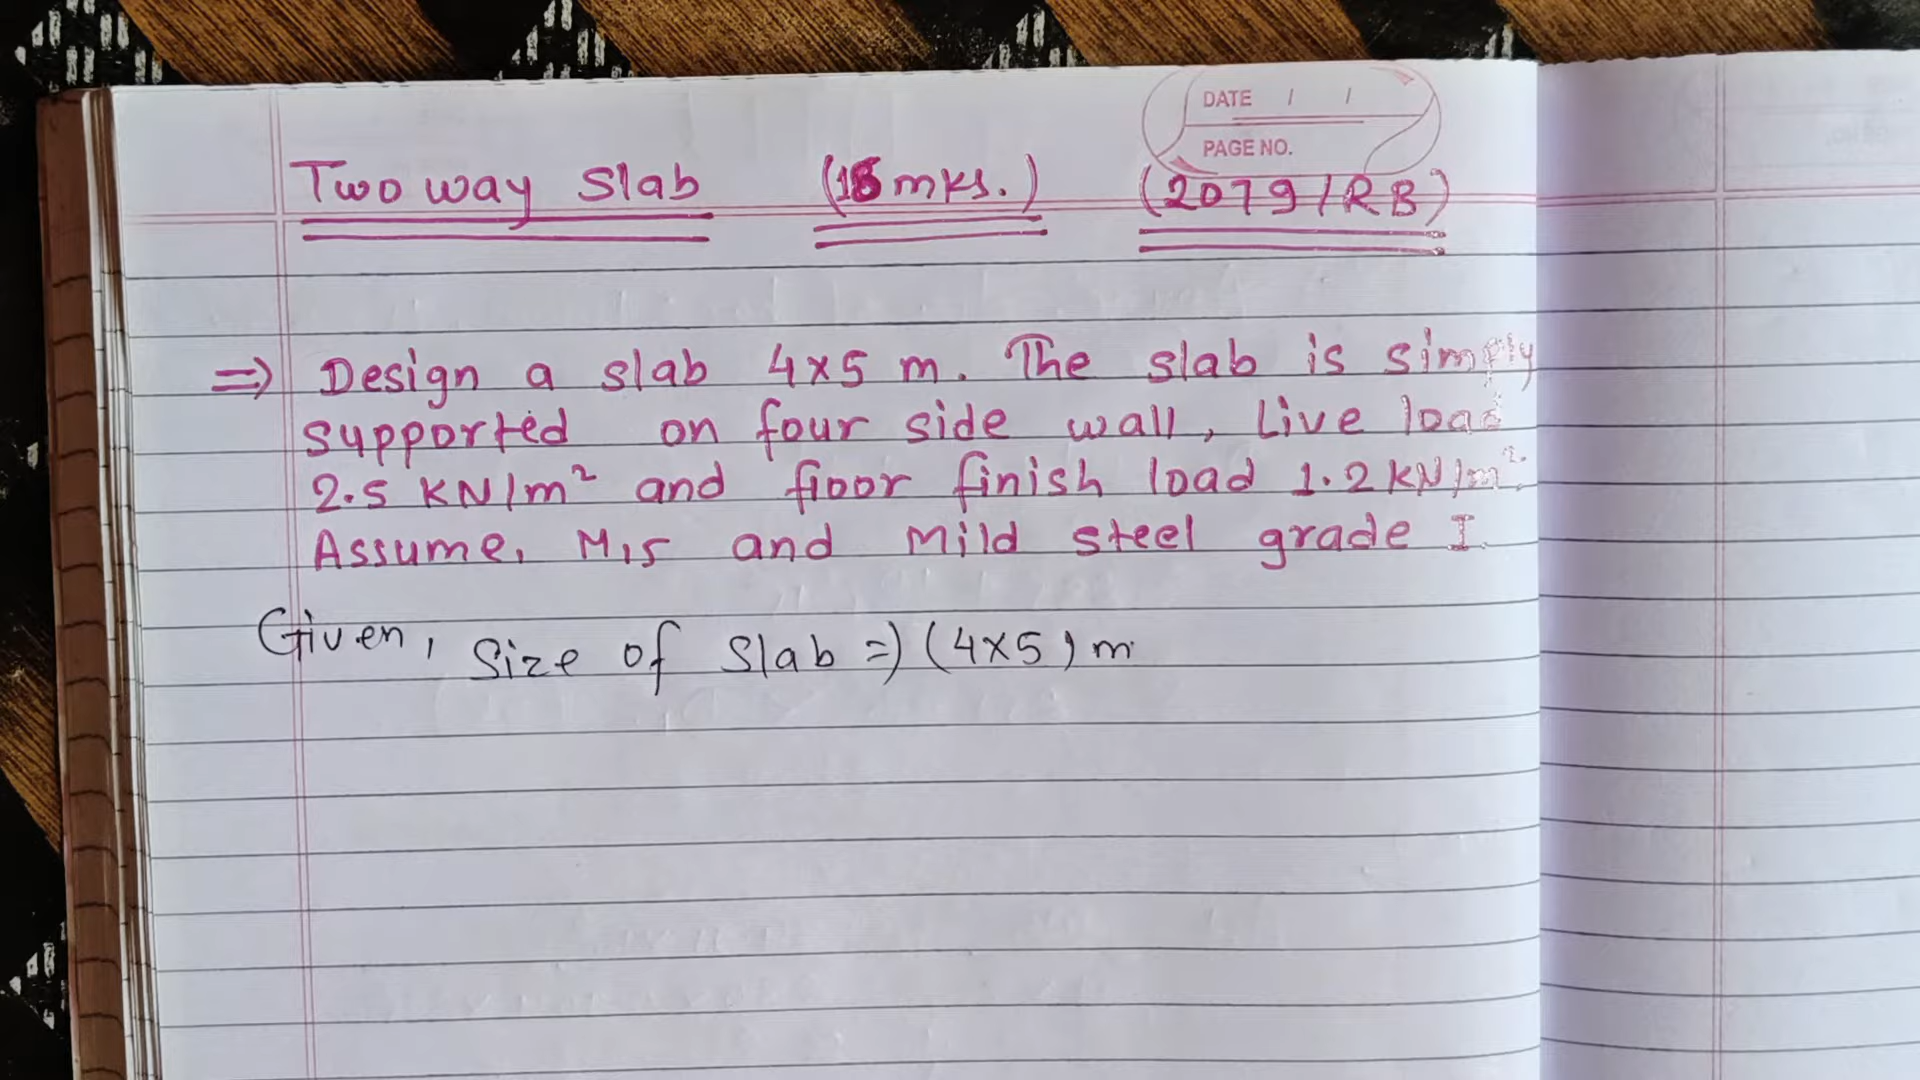 DATE / /
PAGE NO.
Two way Slab (15 mks.) (2079/RB)
=> Design a slab 4x5 m. The slab is simply
supported on four side wall, Live load
2.5 KN/m² and floor finish load 1.2 KN/m².
Assume, M15 and Mild steel grade I.
Given, Size of Slab => (4x5) m